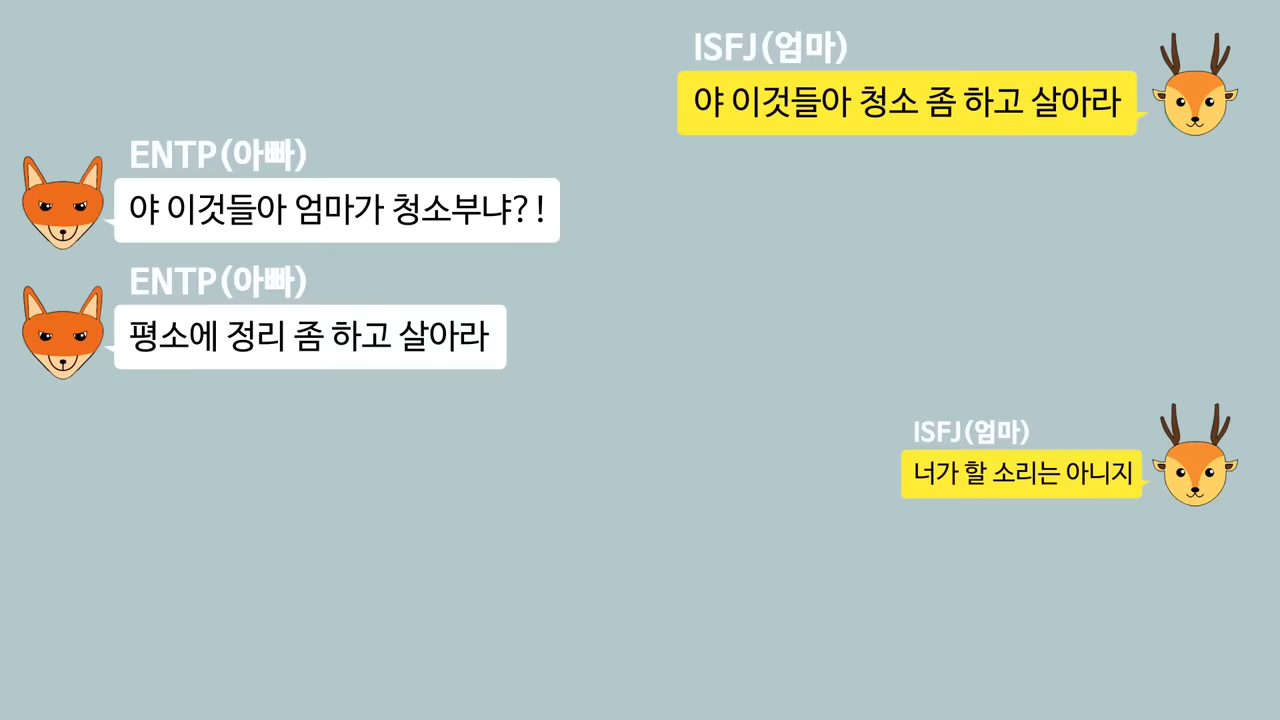 ISFJ(엄마)
야 이것들아 청소 좀 하고 살아라
ENTP(아빠)
야 이것들아 엄마가 청소부냐?!
ENTP(아빠)
평소에 정리 좀 하고 살아라
ISFJ(엄마)
너가 할 소리는 아니지